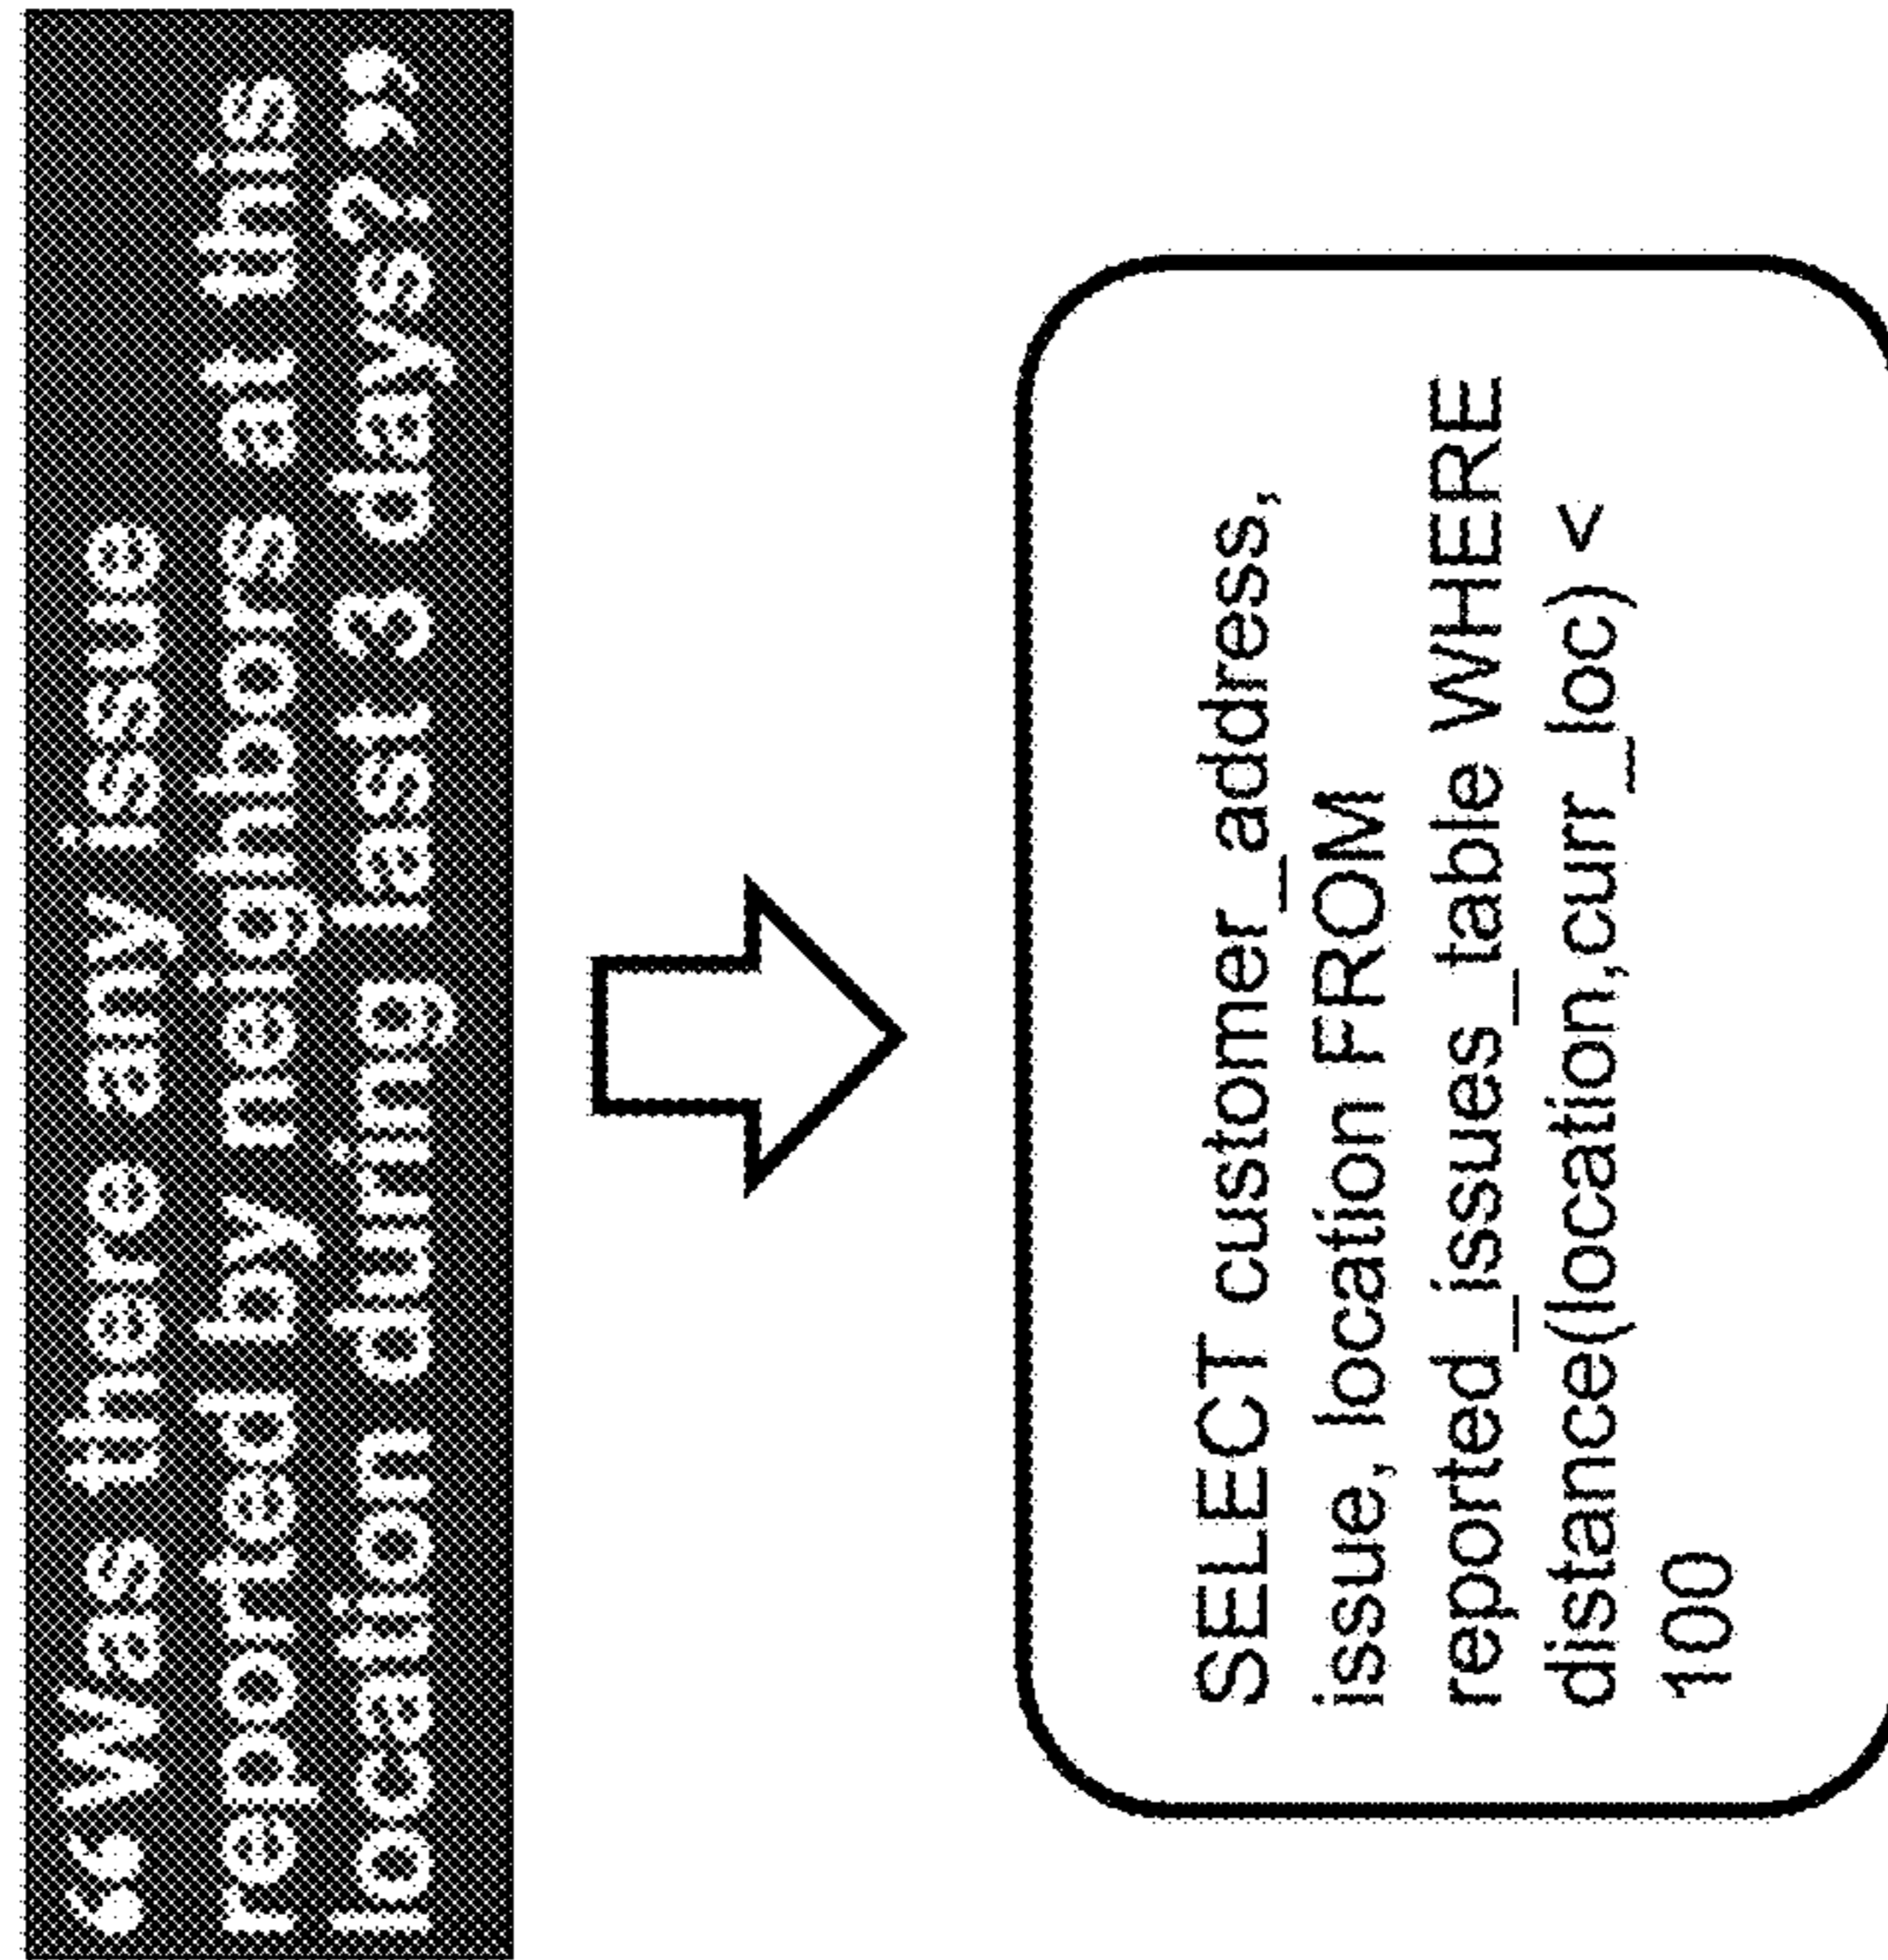 “Was there any issue
reported by neighbors at this
location during last 3 days?”
SELECT customer_address,
issue, location FROM
reported_issues_table WHERE
distance(location,curr_loc) <
100